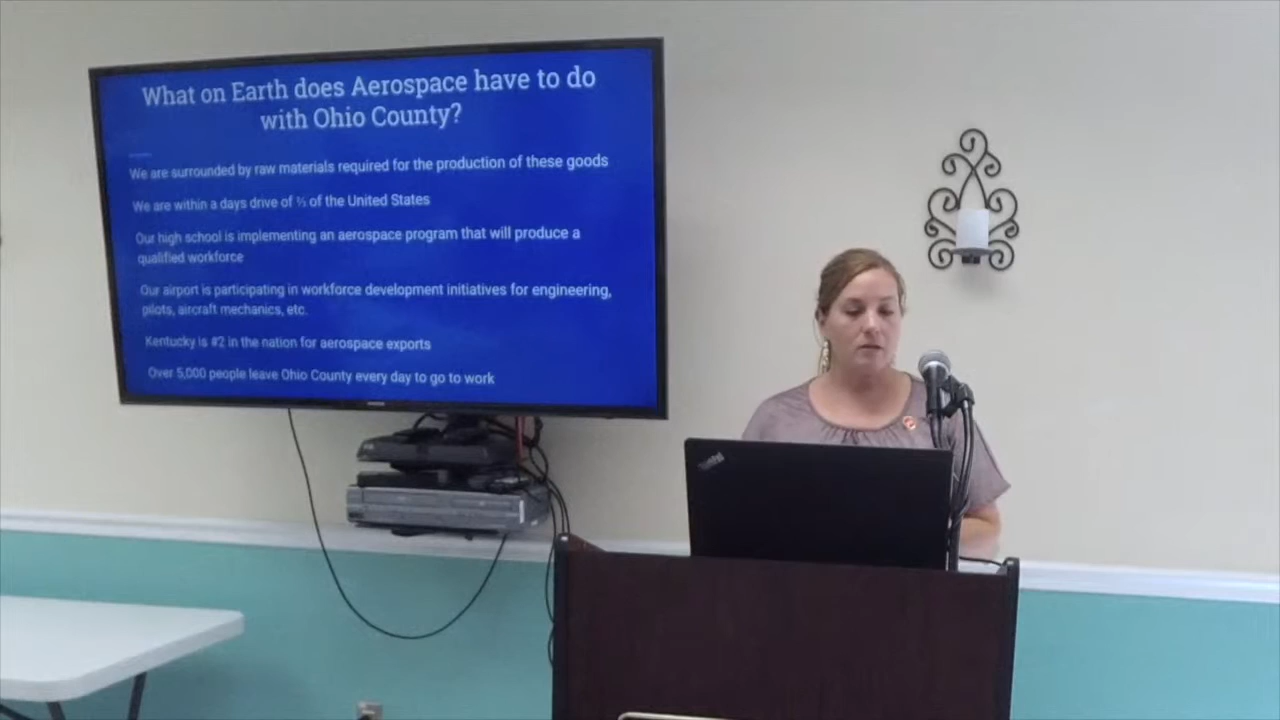 What on Earth does Aerospace have to do
with Ohio County?
We are surrounded by raw materials required for the production of these goods
We are within a days drive of ⅔ of the United States
Our high school is implementing an aerospace program that will produce a
qualified workforce
Our airport is participating in workforce development initiatives for engineering,
pilots, aircraft mechanics, etc.
Kentucky is #2 in the nation for aerospace exports
Over 5,000 people leave Ohio County every day to go to work
ThinkPad